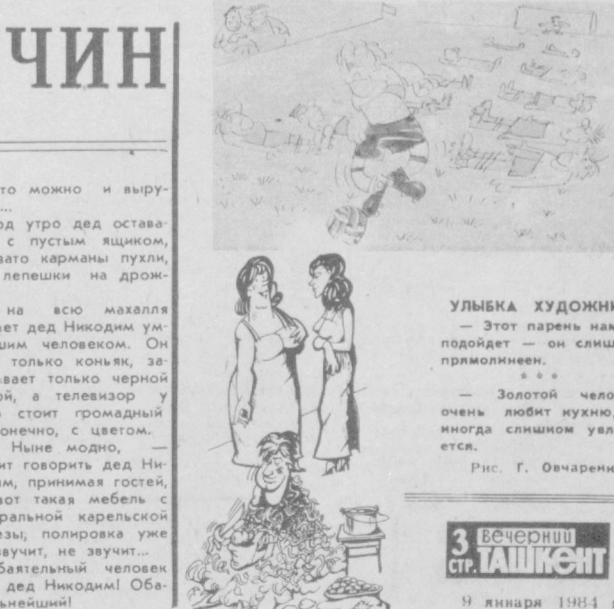 ЧИН
то можно и выру-
...
од утро дед остава-
с пустым ящиком,
зато карманы пухли,
лепешки на дрож-
на всю махалля
ает дед Никодим ум-
шим человеком. Он
только коньяк, за-
вает только черной
ой, а телевизор у
о стоит громадный
онечно, с цветом.
Ныне модно, —
ит говорить дед Ни-
им, принимая гостей,
вот такая мебель с
ральной карельской
езы; полировка уже
звучит, не звучит...
баятельный человек
дед Никодим! Оба-
ьнейший!
УЛЫБКА ХУДОЖНИ
— Этот парень нам
подойдет — он слиш
прямолинеен.
* * *
— Золотой чело
очень любит кухню,
иногда слишком увл
ется.
Рис. Г. Овчарени
3 СТР. Вечерний
ТАШКЕНТ
9 января 1984